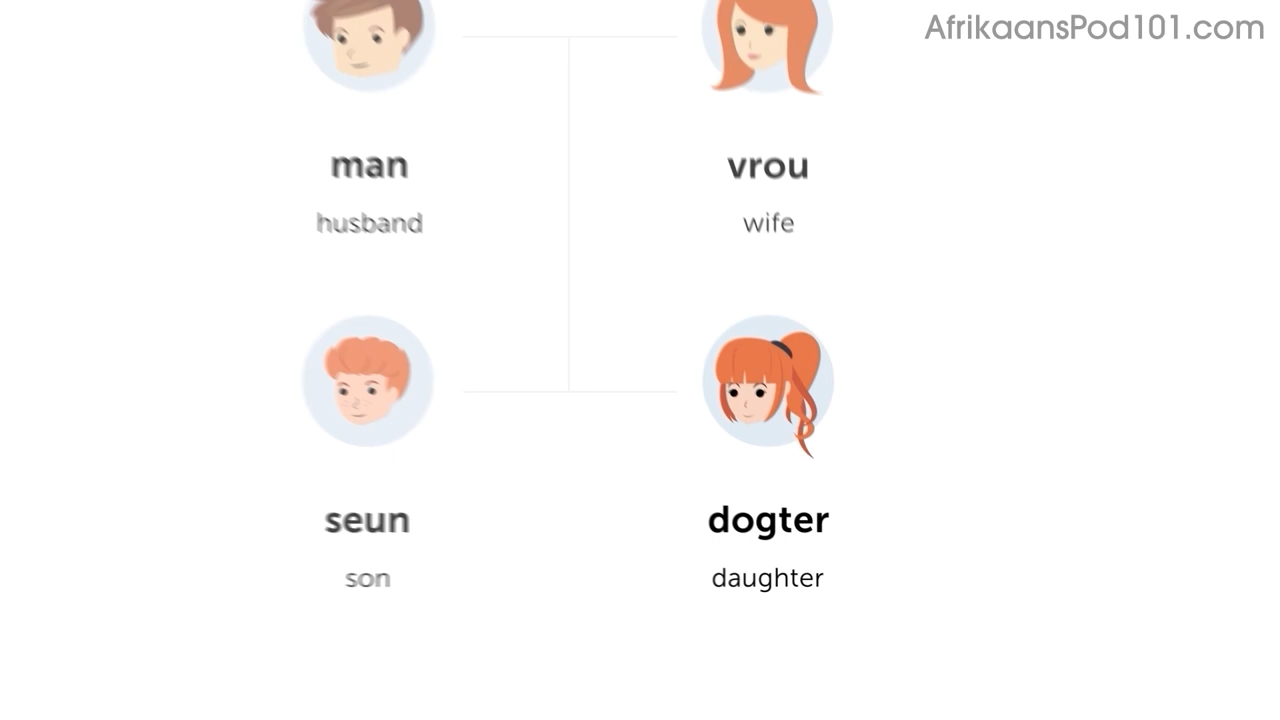 AfrikaansPod101.com
man
vrou
husband
wife
seun
dogter
son
daughter